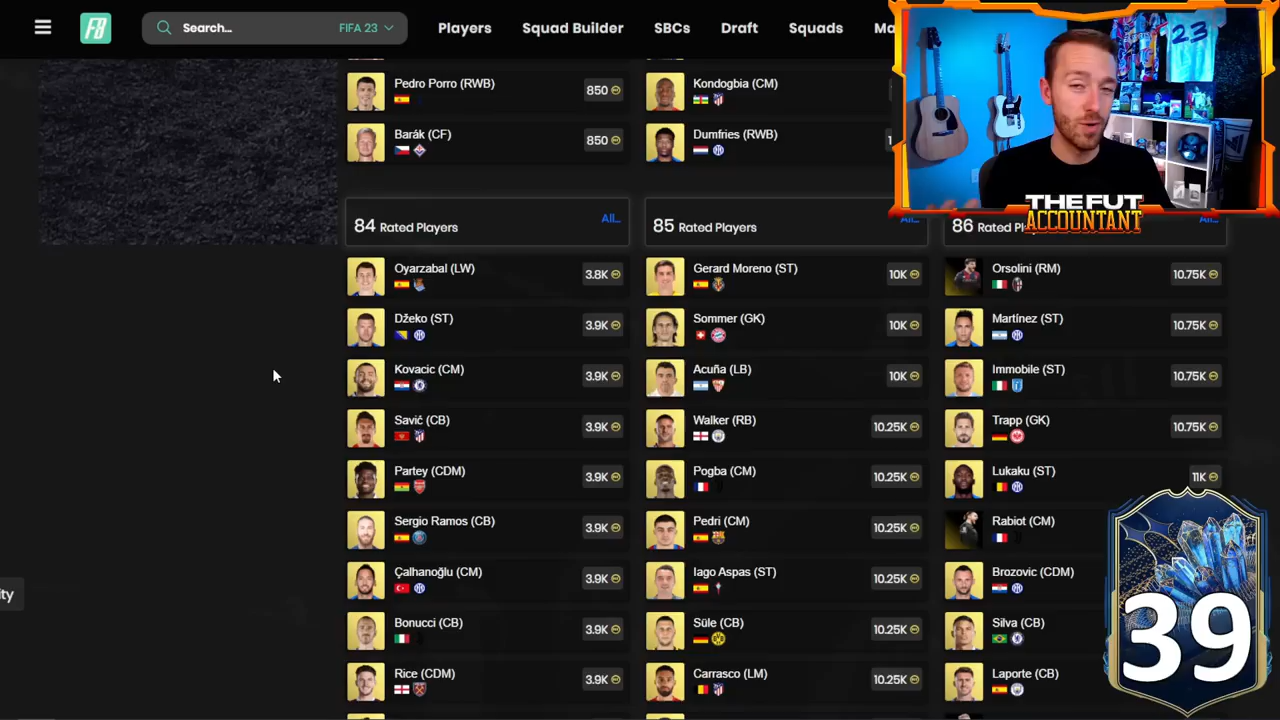 Search...
FIFA 23
Players
Squad Builder
SBCs
Draft
Squads
Ma
23
Pedro Porro (RWB)
850
Kondogbia (CM)
Barák (CF)
850
Dumfries (RWB)
1
THE FUT
ACCOUNTANT
84 Rated Players
All...
85 Rated Players
All...
86 Rated Pl
All...
Oyarzabal (LW)
3.8K
Gerard Moreno (ST)
10K
Orsolini (RM)
10.75K
Džeko (ST)
3.9K
Sommer (GK)
10K
Martínez (ST)
10.75K
Kovacic (CM)
3.9K
Acuña (LB)
10K
Immobile (ST)
10.75K
Savić (CB)
3.9K
Walker (RB)
10.25K
Trapp (GK)
10.75K
Partey (CDM)
3.9K
Pogba (CM)
10.25K
Lukaku (ST)
11K
Sergio Ramos (CB)
3.9K
Pedri (CM)
10.25K
Rabiot (CM)
Çalhanoğlu (CM)
3.9K
Iago Aspas (ST)
10.25K
Brozovic (CDM)
ity
Bonucci (CB)
3.9K
Süle (CB)
10.25K
Silva (CB)
Rice (CDM)
3.9K
Carrasco (LM)
10.25K
Laporte (CB)
39